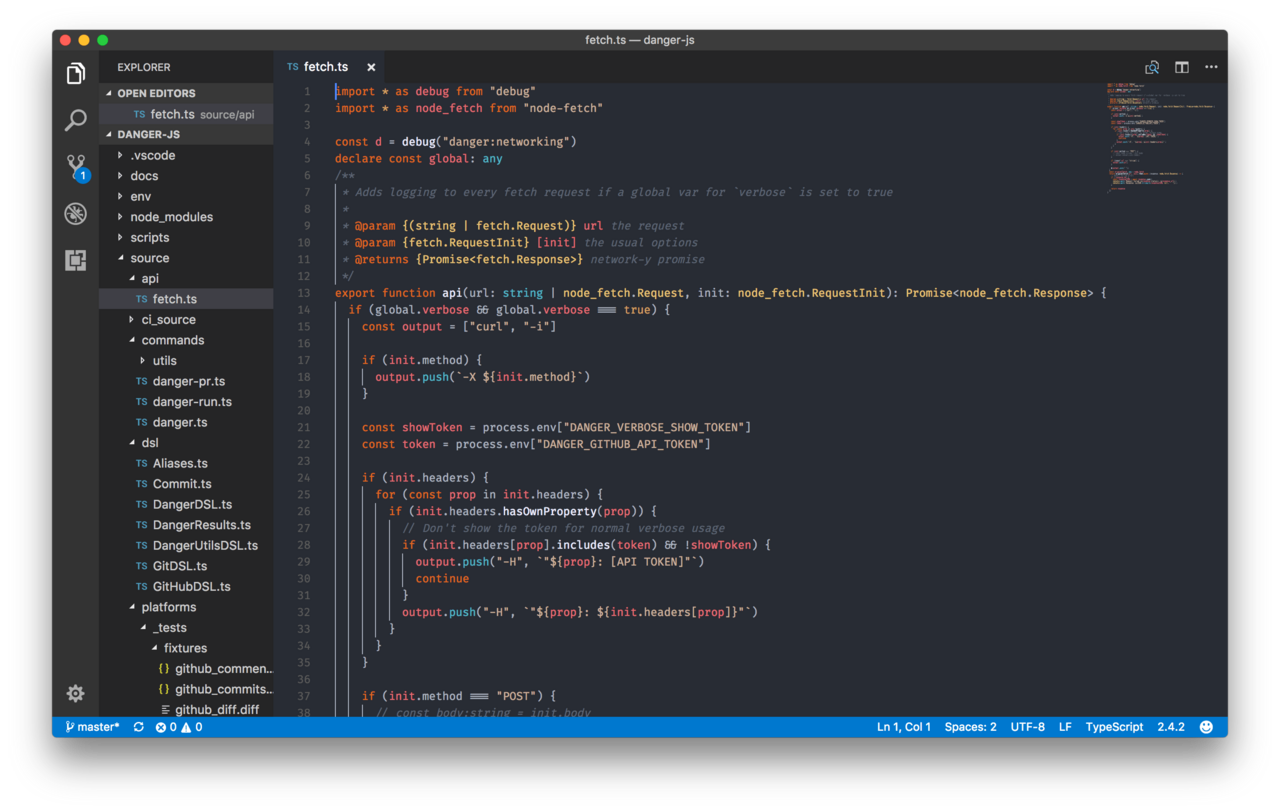 fetch.ts — danger-js
EXPLORER
OPEN EDITORS
TS fetch.ts source/api
DANGER-JS
.vscode
docs
env
node_modules
scripts
source
api
TS fetch.ts
ci_source
commands
utils
TS danger-pr.ts
TS danger-run.ts
TS danger.ts
dsl
TS Aliases.ts
TS Commit.ts
TS DangerDSL.ts
TS DangerResults.ts
TS DangerUtilsDSL.ts
TS GitDSL.ts
TS GitHubDSL.ts
platforms
_tests
fixtures
{} github_commen...
{} github_commits...
github_diff.diff
1
TS fetch.ts ×
1 import * as debug from "debug"
2 import * as node_fetch from "node-fetch"
3
4 const d = debug("danger:networking")
5 declare const global: any
6 /**
7  * Adds logging to every fetch request if a global var for `verbose` is set to true
8  *
9  * @param {(string | fetch.Request)} url the request
10  * @param {fetch.RequestInit} [init] the usual options
11  * @returns {Promise<fetch.Response>} network-y promise
12  */
13 export function api(url: string | node_fetch.Request, init: node_fetch.RequestInit): Promise<node_fetch.Response> {
14   if (global.verbose && global.verbose === true) {
15     const output = ["curl", "-i"]
16
17     if (init.method) {
18       output.push(`-X ${init.method}`)
19     }
20
21     const showToken = process.env["DANGER_VERBOSE_SHOW_TOKEN"]
22     const token = process.env["DANGER_GITHUB_API_TOKEN"]
23
24     if (init.headers) {
25       for (const prop in init.headers) {
26         if (init.headers.hasOwnProperty(prop)) {
27           // Don't show the token for normal verbose usage
28           if (init.headers[prop].includes(token) && !showToken) {
29             output.push("-H", `"${prop}: [API TOKEN]"`)
30             continue
31           }
32           output.push("-H", `"${prop}: ${init.headers[prop]}"`)
33         }
34       }
35     }
36
37     if (init.method === "POST") {
38       // const body:string = init.body
master* 0 0
Ln 1, Col 1 Spaces: 2 UTF-8 LF TypeScript 2.4.2